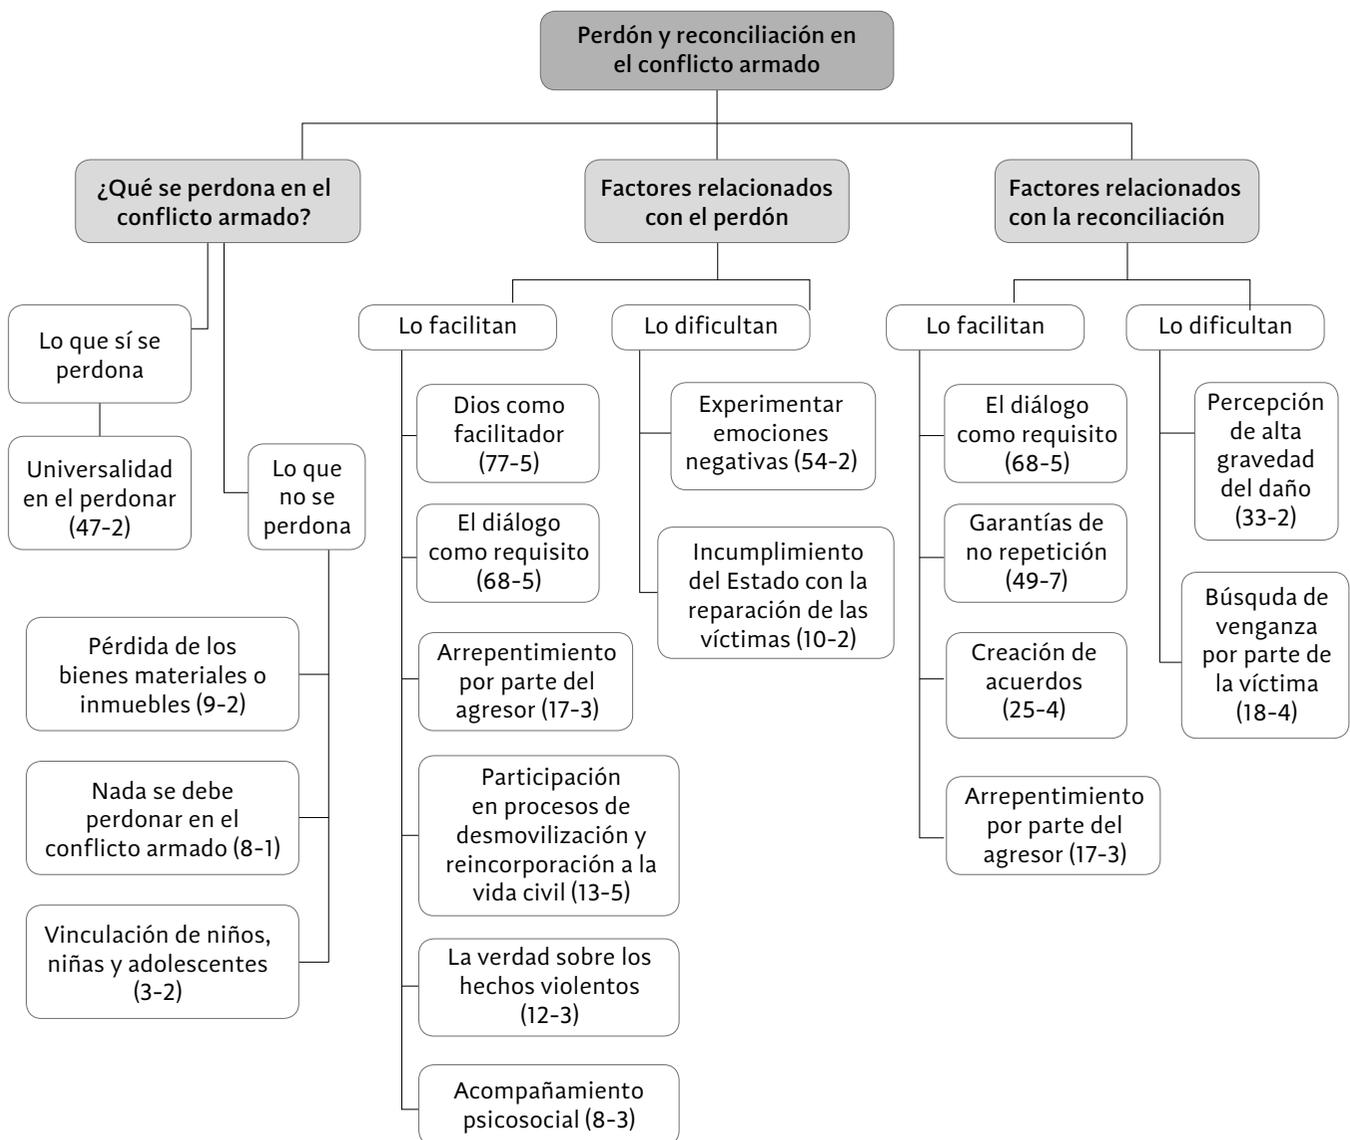 Perdón y reconciliación en
el conflicto armado
¿Qué se perdona en el
conflicto armado?
Lo que sí se
perdona
Universalidad
en el perdonar
(47-2)
Lo que
no se
perdona
Pérdida de los
bienes materiales o
inmuebles (9-2)
Nada se debe
perdonar en el
conflicto armado (8-1)
Vinculación de niños,
niñas y adolescentes
(3-2)
Factores relacionados
con el perdón
Lo facilitan
Dios como
facilitador
(77-5)
El diálogo
como requisito
(68-5)
Arrepentimiento
por parte del
agresor (17-3)
Participación
en procesos de
desmovilización y
reincorporación a la
vida civil (13-5)
La verdad sobre los
hechos violentos
(12-3)
Acompañamiento
psicosocial (8-3)
Lo dificultan
Experimentar
emociones
negativas (54-2)
Incumplimiento
del Estado con la
reparación de las
víctimas (10-2)
Factores relacionados
con la reconciliación
Lo facilitan
El diálogo
como requisito
(68-5)
Garantías de
no repetición
(49-7)
Creación de
acuerdos
(25-4)
Arrepentimiento
por parte del
agresor (17-3)
Lo dificultan
Percepción
de alta
gravedad
del daño
(33-2)
Búsquda de
venganza
por parte de
la víctima
(18-4)